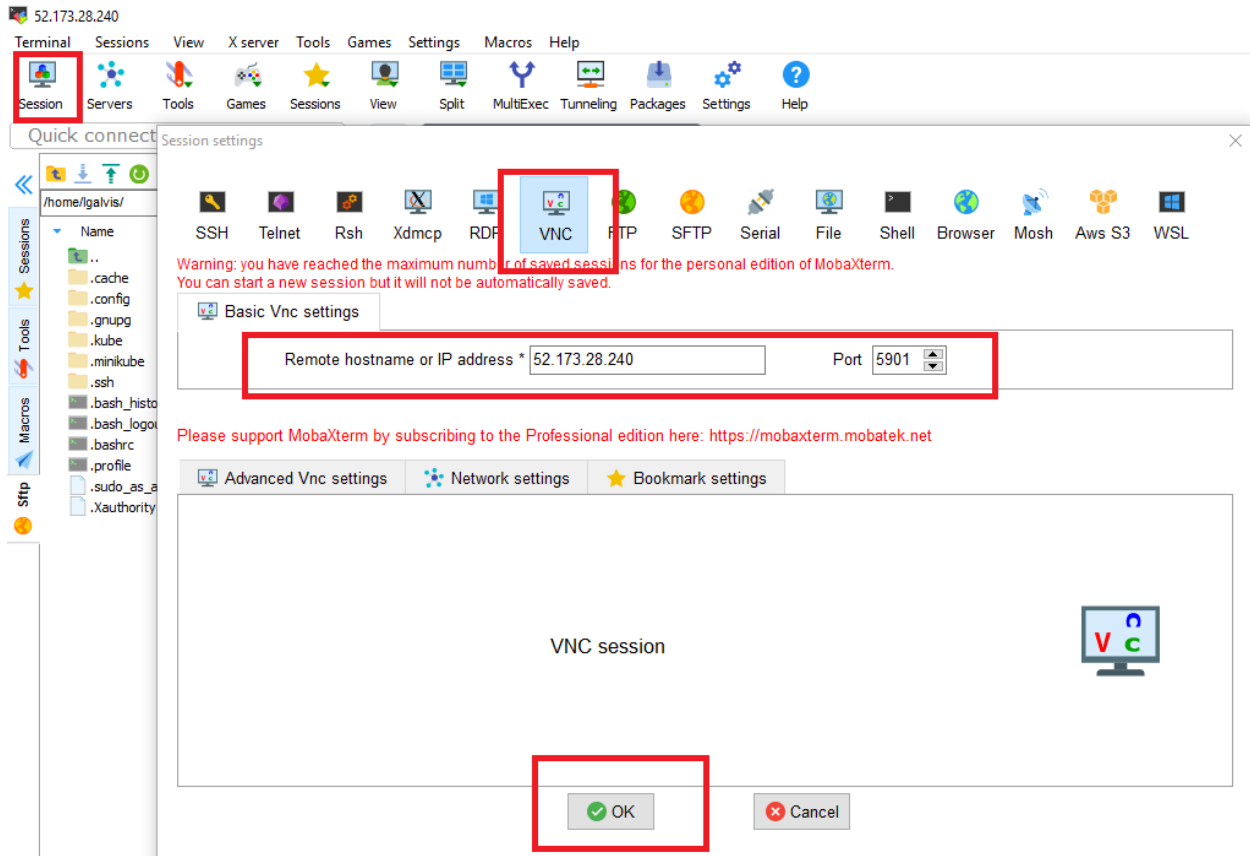 52.173.28.240
Terminal Sessions View X server Tools Games Settings Macros Help
Session Servers Tools Games Sessions View Split MultiExec Tunneling Packages Settings Help
Quick connect
Session settings
/home/lgalvis/
SSH Telnet Rsh Xdmcp RDP VNC FTP SFTP Serial File Shell Browser Mosh Aws S3 WSL
Warning: you have reached the maximum number of saved sessions for the personal edition of MobaXterm.
You can start a new session but it will not be automatically saved.
Basic Vnc settings
Remote hostname or IP address * 52.173.28.240 Port 5901
Please support MobaXterm by subscribing to the Professional edition here: https://mobaxterm.mobatek.net
Advanced Vnc settings Network settings Bookmark settings
VNC session
V n c
OK Cancel
Sessions
Tools
Macros
Sftp
Name
..
.cache
.config
.gnupg
.kube
.minikube
.ssh
.bash_histo
.bash_logou
.bashrc
.profile
.sudo_as_a
.Xauthority